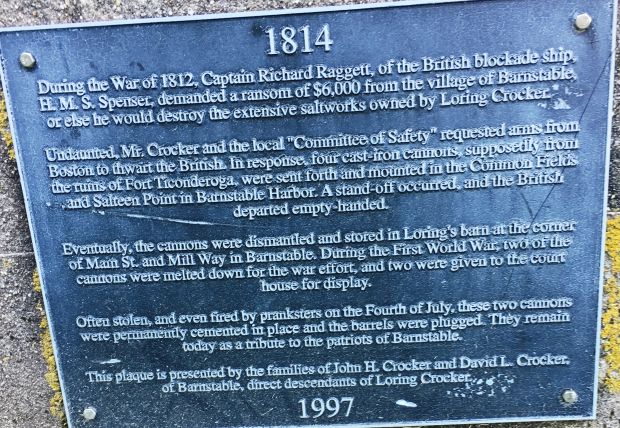 1814
During the War of 1812, Captain Richard Raggett, of the British blockade ship,
H. M. S. Spenser, demanded a ransom of $6,000 from the village of Barnstable,
or else he would destroy the extensive saltworks owned by Loring Crocker.
Undaunted, Mr. Crocker and the local "Committee of Safety" requested arms from
Boston to thwart the British. In response, four cast-iron cannons, supposetily from
the ruins of Fort Ticonderoga, were sent forth and mounted in the Common Fields
and Salteen Point in Barnstable Harbor. A stand-off occurred, and the British
departed empty-handed.
Eventually, the cannons were dismantled and stored in Loring's barn at the corner
of Main St. and Mill Way in Barnstable. During the First World War, two of the
cannons were melted down for the war effort, and two were given to the court
house for display.
Often stolen, and even fired by pranksters on the Fourth of July, these two cannons
were permanently cemented in place and the barrels were plugged. They remain
today as a tribute to the patriots of Barnstable.
This plaque is presented by the families of John H. Crocker and David L. Crocker,
of Barnstable, direct descendants of Loring Crocker.
1997